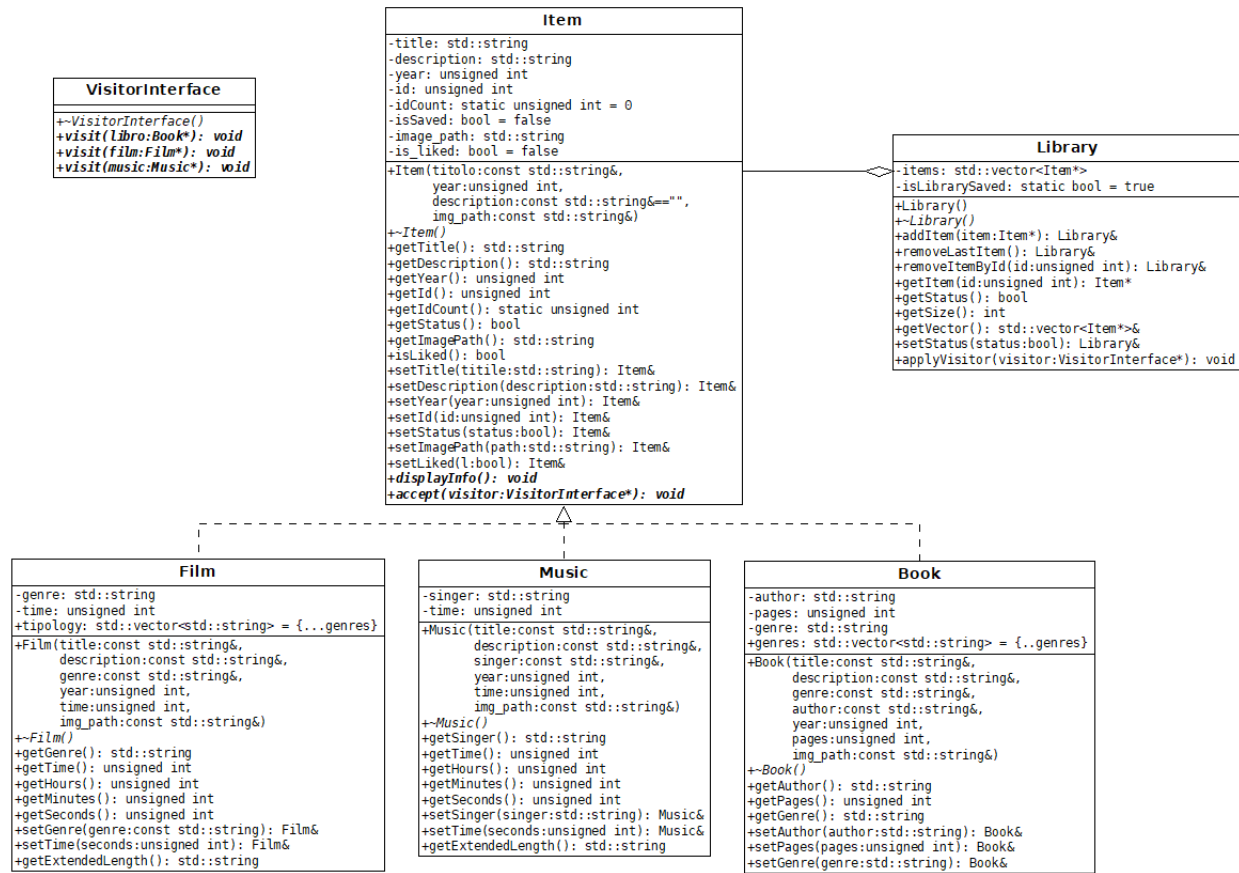 VisitorInterface
+~VisitorInterface()
+visit(libro:Book*): void
+visit(film:Film*): void
+visit(music:Music*): void
Item
-title: std::string
-description: std::string
-year: unsigned int
-id: unsigned int
-idCount: static unsigned int = 0
-isSaved: bool = false
-image_path: std::string
-is_liked: bool = false
+Item(titolo:const std::string&,
year:unsigned int,
description:const std::string&=="",
img_path:const std::string&)
+~Item()
+getTitle(): std::string
+getDescription(): std::string
+getYear(): unsigned int
+getId(): unsigned int
+getIdCount(): static unsigned int
+getStatus(): bool
+getImagePath(): std::string
+isLiked(): bool
+setTitle(titile:std::string): Item&
+setDescription(description:std::string): Item&
+setYear(year:unsigned int): Item&
+setId(id:unsigned int): Item&
+setStatus(status:bool): Item&
+setImagePath(path:std::string): Item&
+setLiked(l:bool): Item&
+displayInfo(): void
+accept(visitor:VisitorInterface*): void
Library
-items: std::vector<Item*>
-isLibrarySaved: static bool = true
+Library()
+~Library()
+addItem(item:Item*): Library&
+removeLastItem(): Library&
+removeItemById(id:unsigned int): Library&
+getItem(id:unsigned int): Item*
+getStatus(): bool
+getSize(): int
+getVector(): std::vector<Item*>&
+setStatus(status:bool): Library&
+applyVisitor(visitor:VisitorInterface*): void
Film
-genre: std::string
-time: unsigned int
+tipology: std::vector<std::string> = {...genres}
+Film(title:const std::string&,
description:const std::string&,
genre:const std::string&,
year:unsigned int,
time:unsigned int,
img_path:const std::string&)
+~Film()
+getGenre(): std::string
+getTime(): unsigned int
+getHours(): unsigned int
+getMinutes(): unsigned int
+getSeconds(): unsigned int
+setGenre(genre:const std::string): Film&
+setTime(seconds:unsigned int): Film&
+getExtendedLength(): std::string
Music
-singer: std::string
-time: unsigned int
+Music(title:const std::string&,
description:const std::string&,
singer:const std::string&,
year:unsigned int,
time:unsigned int,
img_path:const std::string&)
+~Music()
+getSinger(): std::string
+getTime(): unsigned int
+getHours(): unsigned int
+getMinutes(): unsigned int
+getSeconds(): unsigned int
+setSinger(singer:std::string): Music&
+setTime(seconds:unsigned int): Music&
+getExtendedLength(): std::string
Book
-author: std::string
-pages: unsigned int
-genre: std::string
+genres: std::vector<std::string> = {..genres}
+Book(title:const std::string&,
description:const std::string&,
genre:const std::string&,
author:const std::string&,
year:unsigned int,
pages:unsigned int,
img_path:const std::string&)
+~Book()
+getAuthor(): std::string
+getPages(): unsigned int
+getGenre(): std::string
+setAuthor(author:std::string): Book&
+setPages(pages:unsigned int): Book&
+setGenre(genre:std::string): Book&